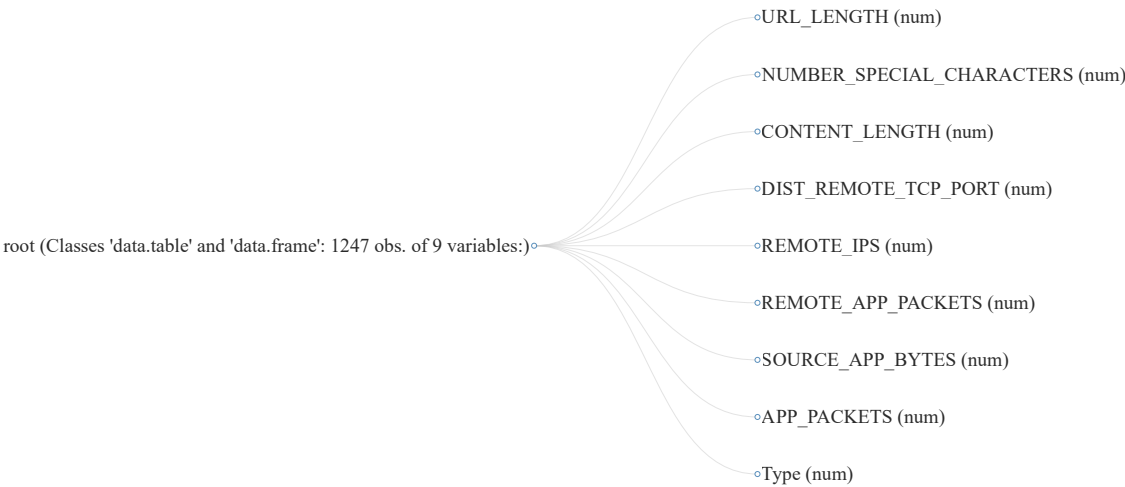 URL_LENGTH (num)
NUMBER_SPECIAL_CHARACTERS (num)
CONTENT_LENGTH (num)
DIST_REMOTE_TCP_PORT (num)
root (Classes 'data.table' and 'data.frame': 1247 obs. of 9 variables:)
REMOTE_IPS (num)
REMOTE_APP_PACKETS (num)
SOURCE_APP_BYTES (num)
APP_PACKETS (num)
Type (num)